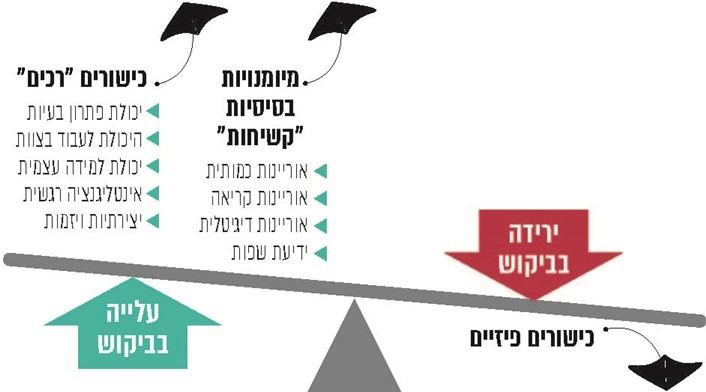 מיומנויות
בסיסיות
"קשיחות"
אוריינות כמותית
אוריינות קריאה
אוריינות דיגיטלית
ידיעת שפות
כישורים "רכים"
יכולת פתרון בעיות
היכולת לעבוד בצוות
יכולת למידה עצמית
אינטליגנציה רגשית
יצירתיות ויזמות
ירידה
בביקוש
עלייה
בביקוש
כישורים פיזיים